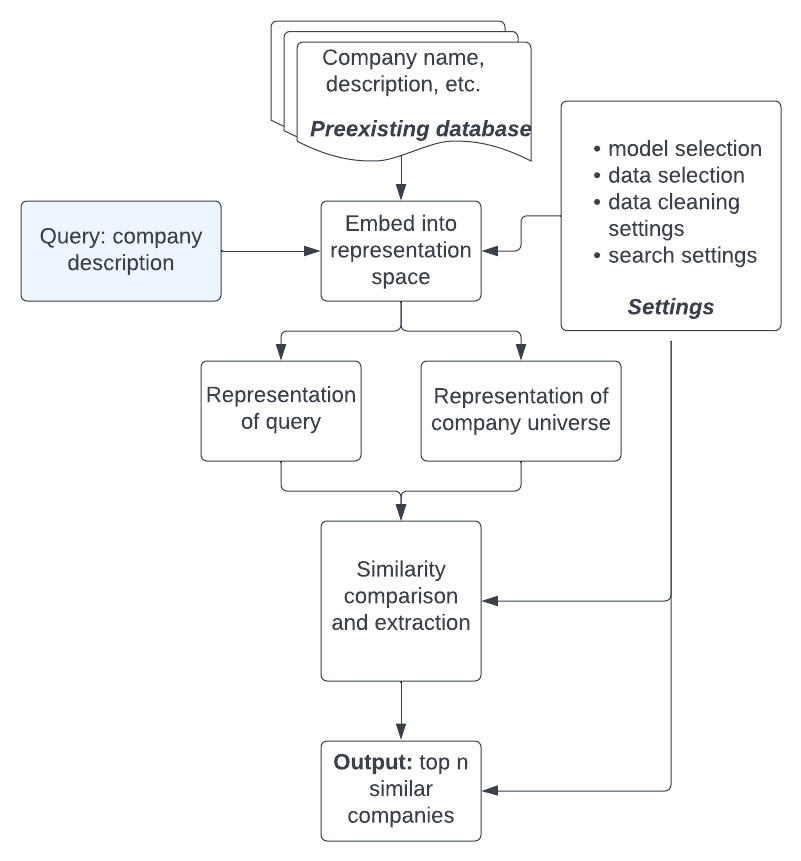 Company name,
description, etc.
Preexisting database
• model selection
• data selection
• data cleaning
settings
• search settings
Settings
Query: company
description
Embed into
representation
space
Representation
of query
Representation of
company universe
Similarity
comparison
and extraction
Output: top n
similar
companies